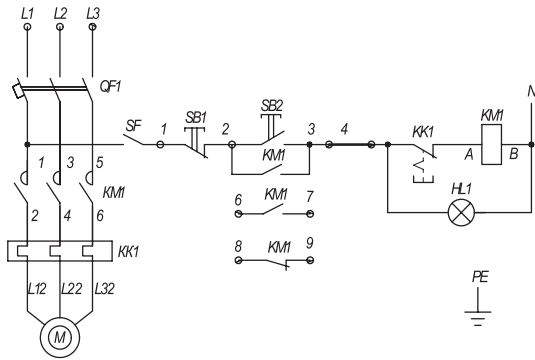 L1 L2 L3
QF1
N
SF 1 SB1 2 SB2 3 4 KK1 KM1
A B
KM1
1 3 5
KM1
HL1
2 4 6
6 KM1 7
KK1
8 KM1 9
L12 L22 L32
PE
M